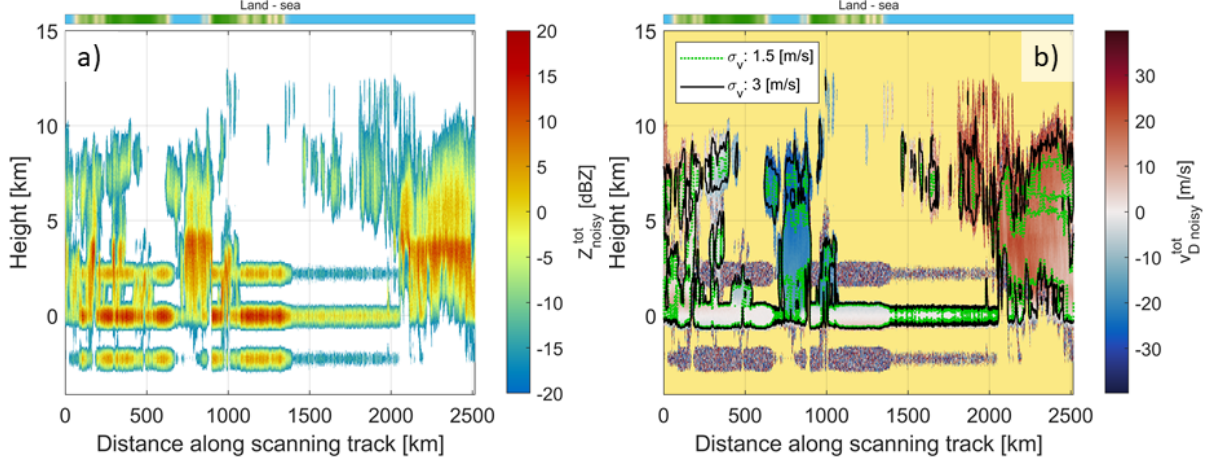 Land - sea
a)
15
10
5
0
Height [km]
0 500 1000 1500 2000 2500
Distance along scanning track [km]
20
15
10
5
0
-5
-10
-15
-20
Z^tot_noisy [dBZ]
Land - sea
b)
σv: 1.5 [m/s]
σv: 3 [m/s]
15
10
5
0
Height [km]
0 500 1000 1500 2000 2500
Distance along scanning track [km]
30
20
10
0
-10
-20
-30
v^tot_D noisy [m/s]